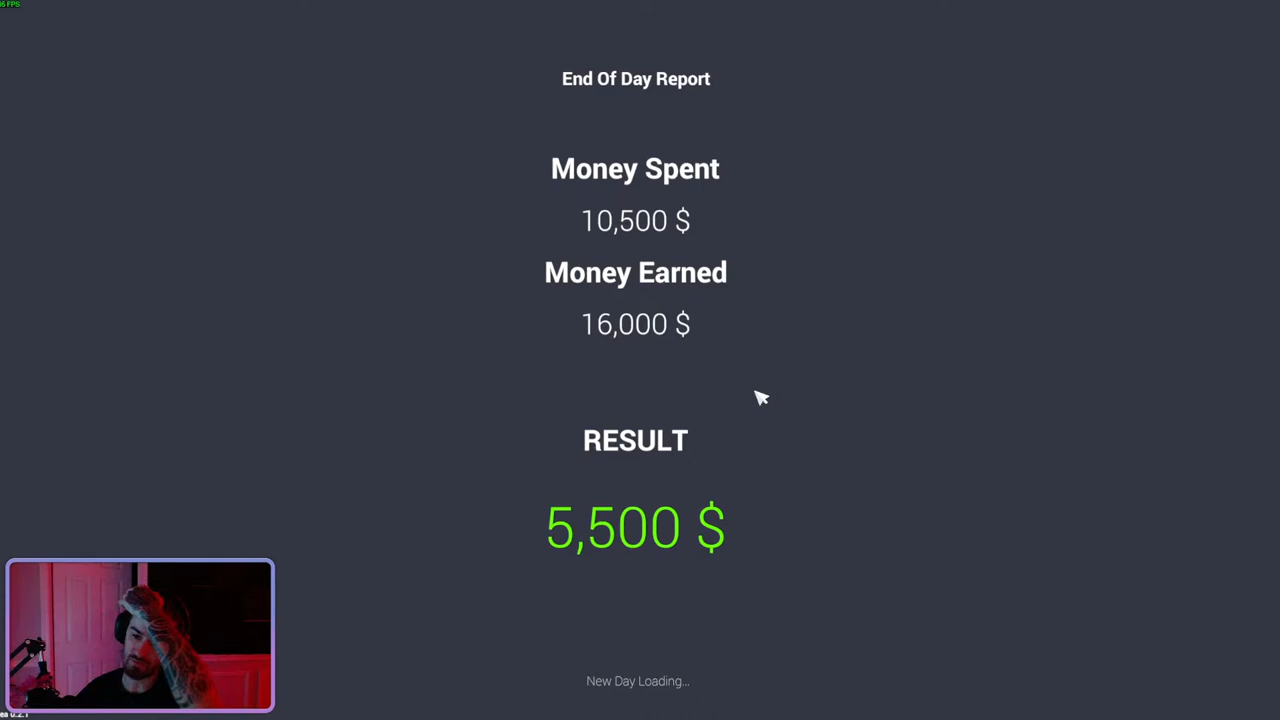 End Of Day Report
Money Spent
10,500 $
Money Earned
16,000 $
RESULT
5,500 $
New Day Loading...